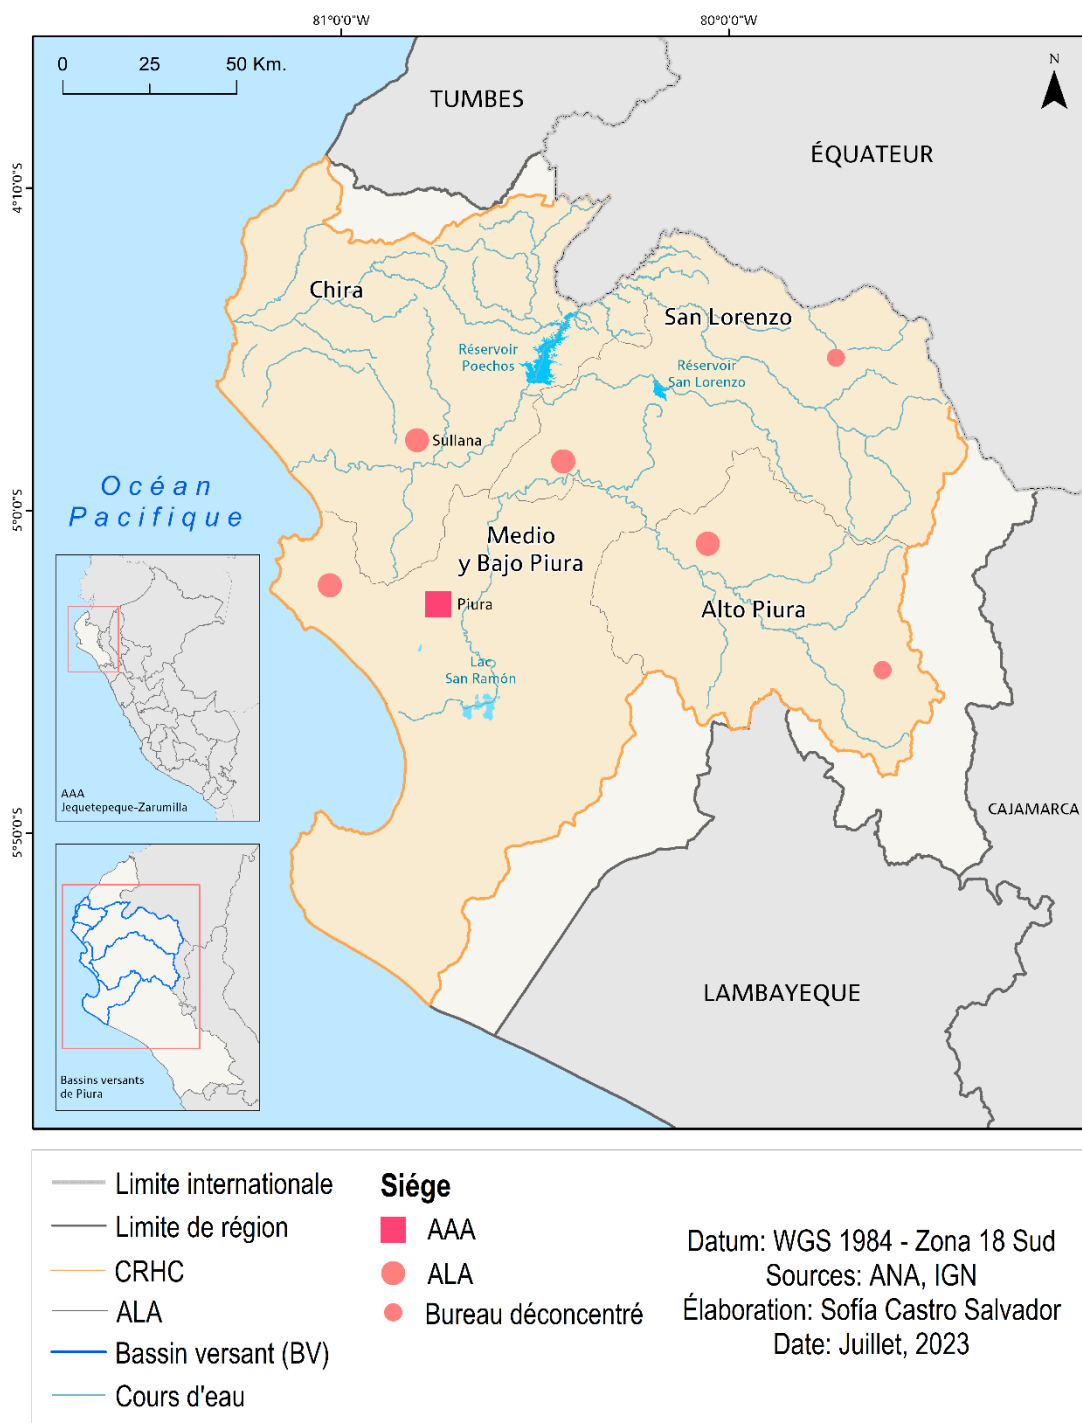 81°0'0"W
80°0'0"W
0
25
50 Km.
N
TUMBES
ÉQUATEUR
4°10'0"S
Chira
San Lorenzo
Réservoir
Poechos
Réservoir
San Lorenzo
Sullana
Océan
Pacifique
5°0'0"S
Medio
y Bajo Piura
Piura
Alto Piura
Lac
San Ramón
AAA
Jequetepeque-Zarumilla
CAJAMARCA
5°50'0"S
LAMBAYEQUE
Bassins versants
de Piura
Limite internationale
Limite de région
CRHC
ALA
Bassin versant (BV)
Cours d'eau
Siége
AAA
ALA
Bureau déconcentré
Datum: WGS 1984 - Zona 18 Sud
Sources: ANA, IGN
Élaboration: Sofía Castro Salvador
Date: Juillet, 2023